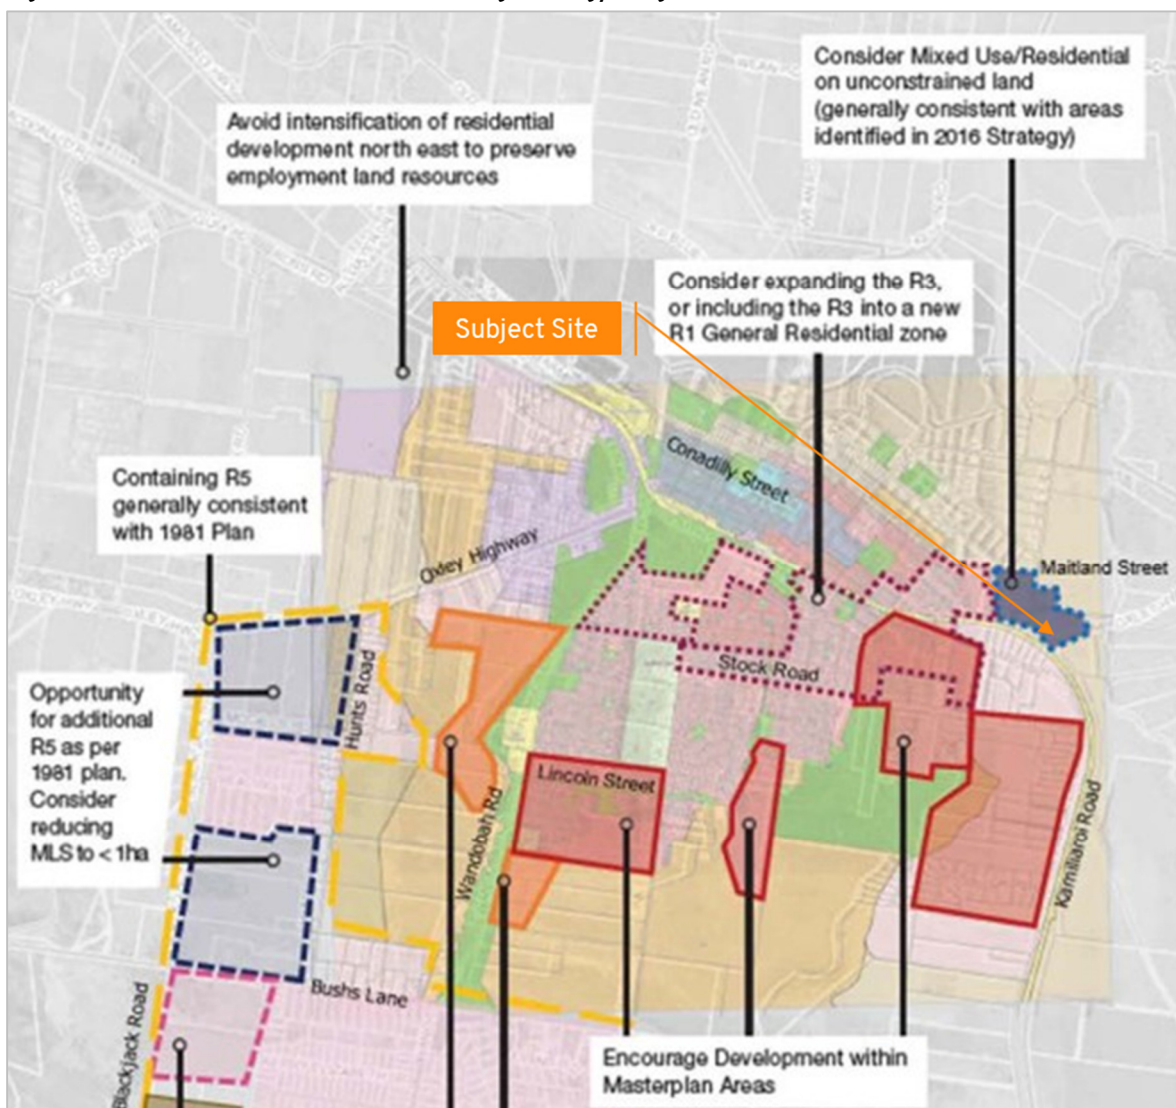 Consider Mixed Use/Residential
on unconstrained land
(generally consistent with areas
identified in 2016 Strategy)
Avoid intensification of residential
development north east to preserve
employment land resources
Consider expanding the R3,
or including the R3 into a new
R1 General Residential zone
Subject Site
Conadilly Street
Containing R5
generally consistent
with 1981 Plan
Oxley Highway
Maitland Street
Stock Road
Hunts Road
Opportunity
for additional
R5 as per
1981 plan.
Consider
reducing
MLS to < 1ha
Lincoln Street
Wandobah Rd
Kamiliaroi Road
Bushs Lane
Blackjack Road
Encourage Development within
Masterplan Areas